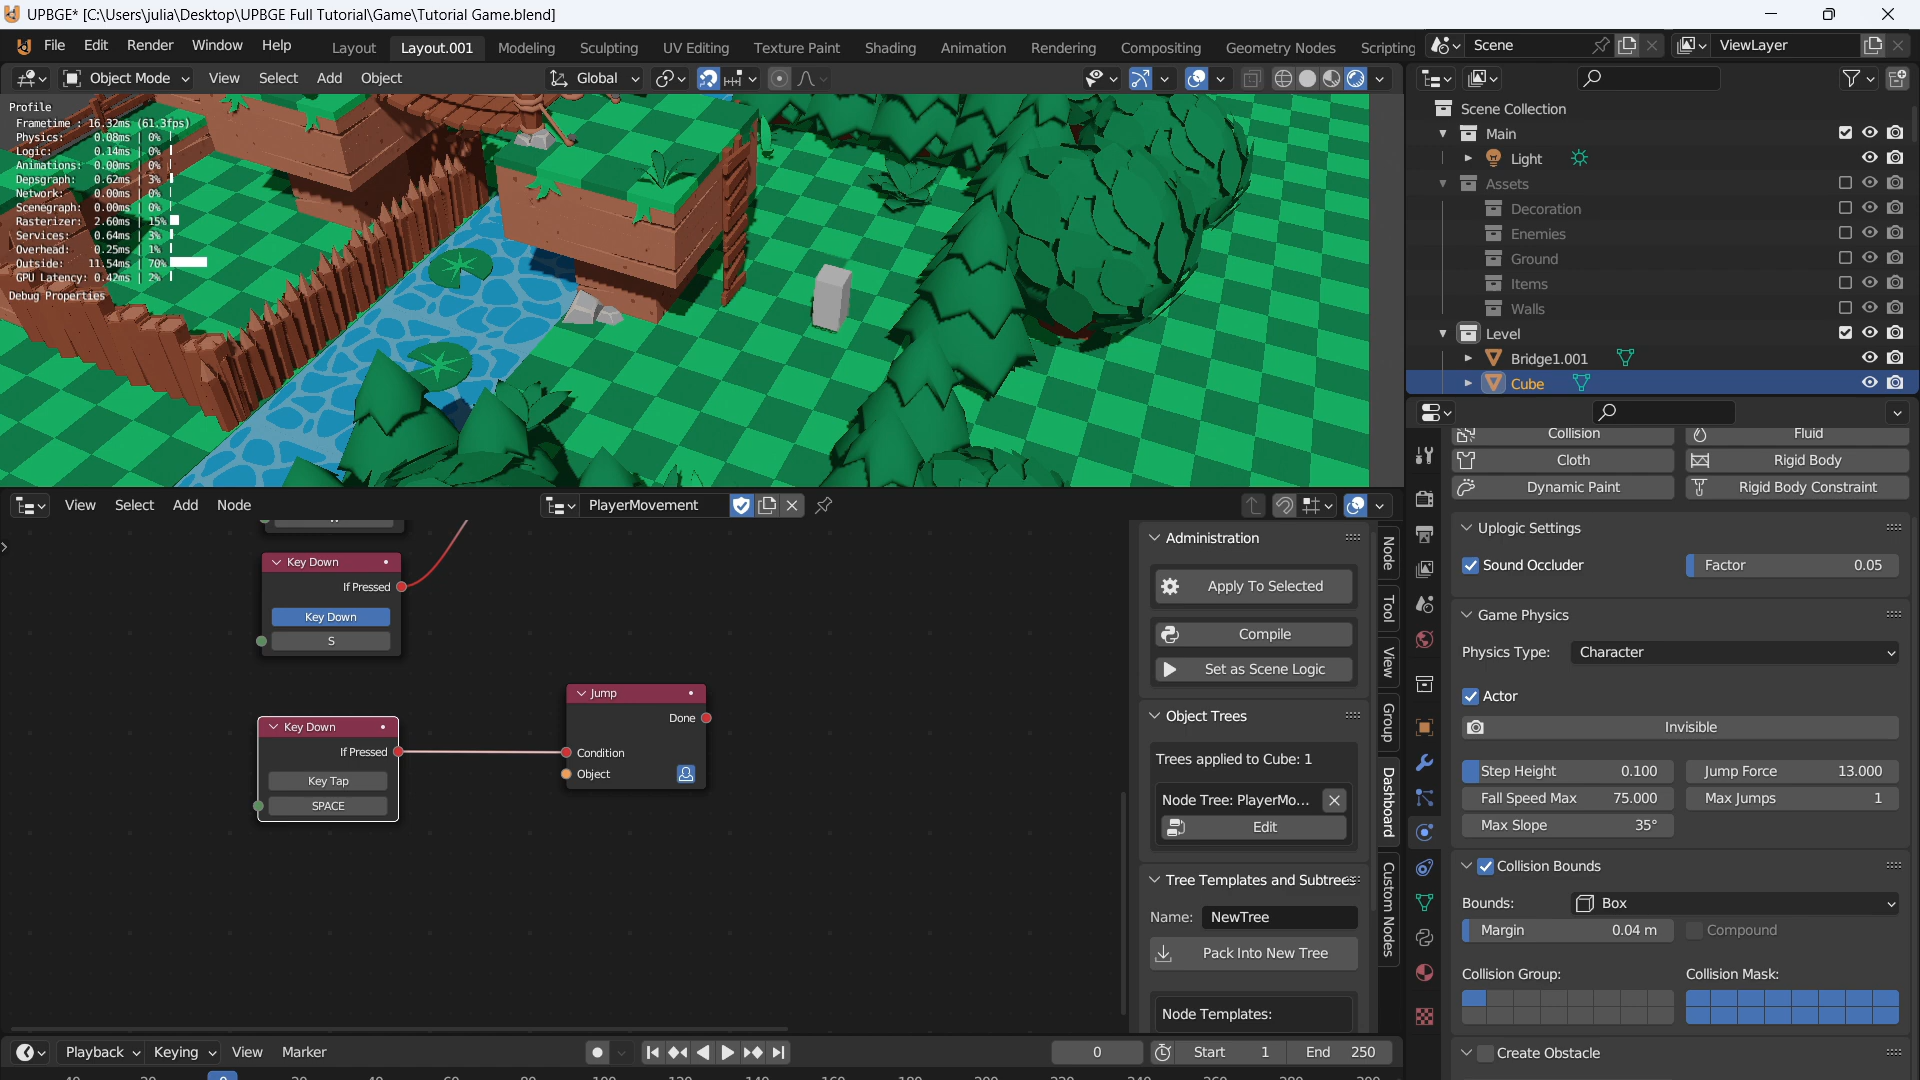 UPBGE* [C:\Users\julia\Desktop\UPBGE Full Tutorial\Game\Tutorial Game.blend]
File Edit Render Window Help Layout Layout.001 Modeling Sculpting UV Editing Texture Paint Shading Animation Rendering Compositing Geometry Nodes Scripting Scene ViewLayer
Object Mode View Select Add Object Global
Profile
Frametime : 16.32ms (61.3fps)
Physics: 0.08ms | 0%
Logic: 0.14ms | 0%
Animations: 0.00ms | 0%
Depsgraph: 0.62ms | 3%
Network: 0.00ms | 0%
Scenegraph: 0.00ms | 0%
Rasterizer: 2.60ms | 15%
Services: 0.64ms | 3%
Overhead: 0.25ms | 1%
Outside: 11.54ms | 70%
GPU Latency: 0.42ms | 2%
Debug Properties
Scene Collection
Main
Light
Assets
Decoration
Enemies
Ground
Items
Walls
Level
Bridge1.001
Cube
View Select Add Node PlayerMovement
Key Down
If Pressed
Key Down
S
Key Down
If Pressed
Key Tap
SPACE
Jump
Done
Condition
Object
Administration
Apply To Selected
Compile
Set as Scene Logic
Object Trees
Trees applied to Cube: 1
Node Tree: PlayerMo...
Edit
Tree Templates and Subtrees
Name: NewTree
Pack Into New Tree
Node Templates:
Node
Tool
View
Group
Dashboard
Custom Nodes
Collision Fluid
Cloth Rigid Body
Dynamic Paint Rigid Body Constraint
Uplogic Settings
Sound Occluder Factor 0.05
Game Physics
Physics Type: Character
Actor
Invisible
Step Height 0.100 Jump Force 13.000
Fall Speed Max 75.000 Max Jumps 1
Max Slope 35°
Collision Bounds
Bounds: Box
Margin 0.04 m Compound
Collision Group: Collision Mask:
Create Obstacle
Playback Keying View Marker 0 Start 1 End 250